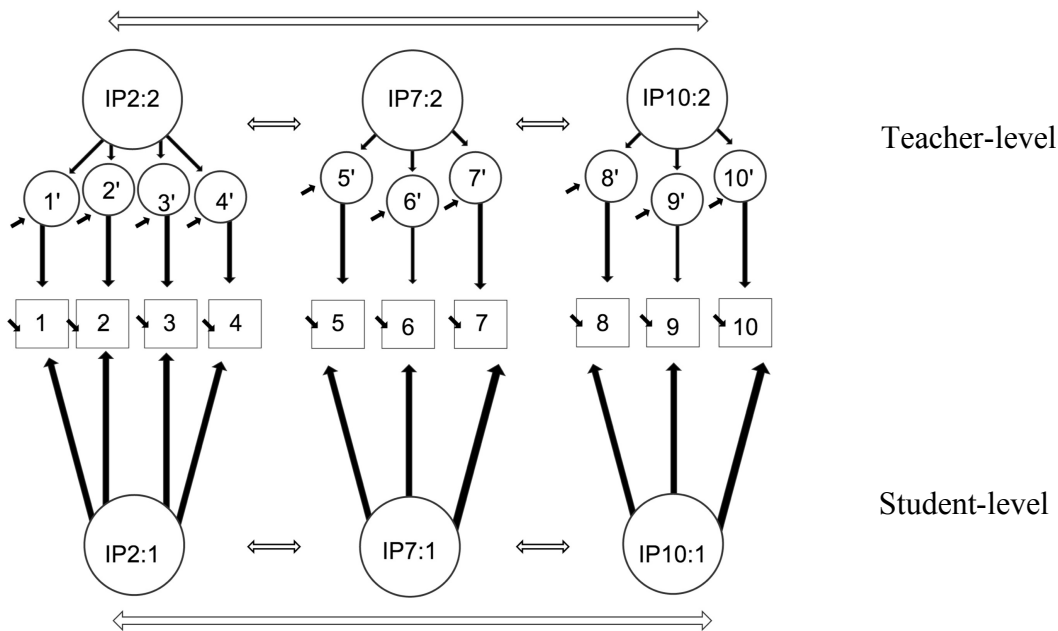 IP2:2 IP7:2 IP10:2
Teacher-level
1' 2' 3' 4' 5' 6' 7' 8' 9' 10'
1 2 3 4 5 6 7 8 9 10
Student-level
IP2:1 IP7:1 IP10:1